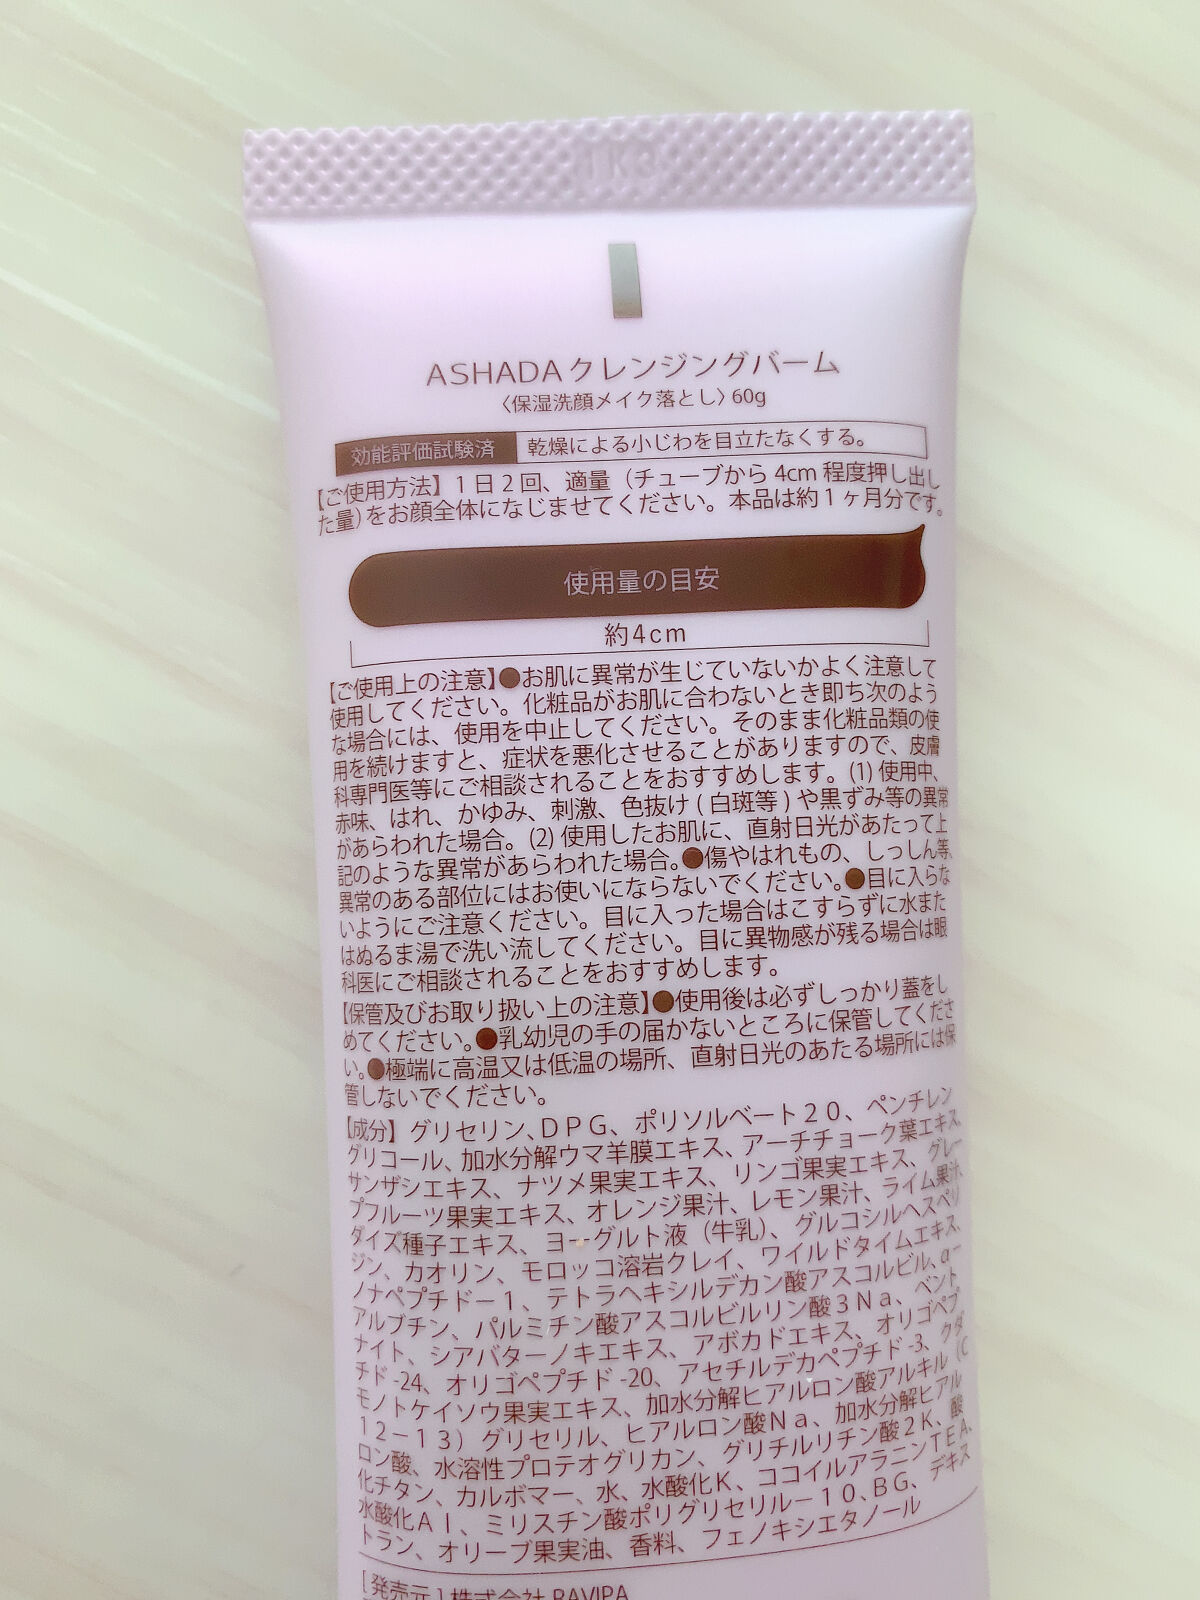 ASHADAクレンジングバーム
〈保湿洗顔メイク落とし〉60g
効能評価試験済 乾燥による小じわを目立たなくする。
【ご使用方法】1日2回、適量（チューブから4cm程度押し出し
た量）をお顔全体になじませてください。本品は約1ヶ月分です。
使用量の目安
約4cm
【ご使用上の注意】●お肌に異常が生じていないかよく注意して
使用してください。化粧品がお肌に合わないとき即ち次のよう
な場合には、使用を中止してください。そのまま化粧品類の使
用を続けますと、症状を悪化させることがありますので、皮膚
科専門医等にご相談されることをおすすめします。(1) 使用中、
赤味、はれ、かゆみ、刺激、色抜け(白斑等)や黒ずみ等の異常
があらわれた場合。(2) 使用したお肌に、直射日光があたって上
記のような異常があらわれた場合。●傷やはれもの、しっしん等、
異常のある部位にはお使いにならないでください。●目に入らな
いようにご注意ください。目に入った場合はこすらずに水また
はぬるま湯で洗い流してください。目に異物感が残る場合は眼
科医にご相談されることをおすすめします。
【保管及びお取り扱い上の注意】●使用後は必ずしっかり蓋をし
めてください。●乳幼児の手の届かないところに保管してくださ
い。●極端に高温又は低温の場所、直射日光のあたる場所には保
管しないでください。
【成分】グリセリン、DPG、ポリソルベート20、ペンチレン
グリコール、加水分解ウマ羊膜エキス、アーチチョーク葉エキス、
サンザシエキス、ナツメ果実エキス、リンゴ果実エキス、グレー
プフルーツ果実エキス、オレンジ果汁、レモン果汁、ライム果汁、
ダイズ種子エキス、ヨーグルト液（牛乳）、グルコシルヘスペリ
ジン、カオリン、モロッコ溶岩クレイ、ワイルドタイムエキス、
ノナペプチド－1、テトラヘキシルデカン酸アスコルビル、α－
アルブチン、パルミチン酸アスコルビルリン酸3Na、ベント
ナイト、シアバターノキエキス、アボカドエキス、オリゴペプ
チド-24、オリゴペプチド-20、アセチルデカペプチド-3、クダ
モノトケイソウ果実エキス、加水分解ヒアルロン酸アルキル（C
12－13）グリセリル、ヒアルロン酸Na、加水分解ヒアル
ロン酸、水溶性プロテオグリカン、グリチルリチン酸2K、酸
化チタン、カルボマー、水、水酸化K、ココイルアラニンTEA、
水酸化Al、ミリスチン酸ポリグリセリル－10、BG、デキス
トラン、オリーブ果実油、香料、フェノキシエタノール
[発売元]株式会社RAVIPA